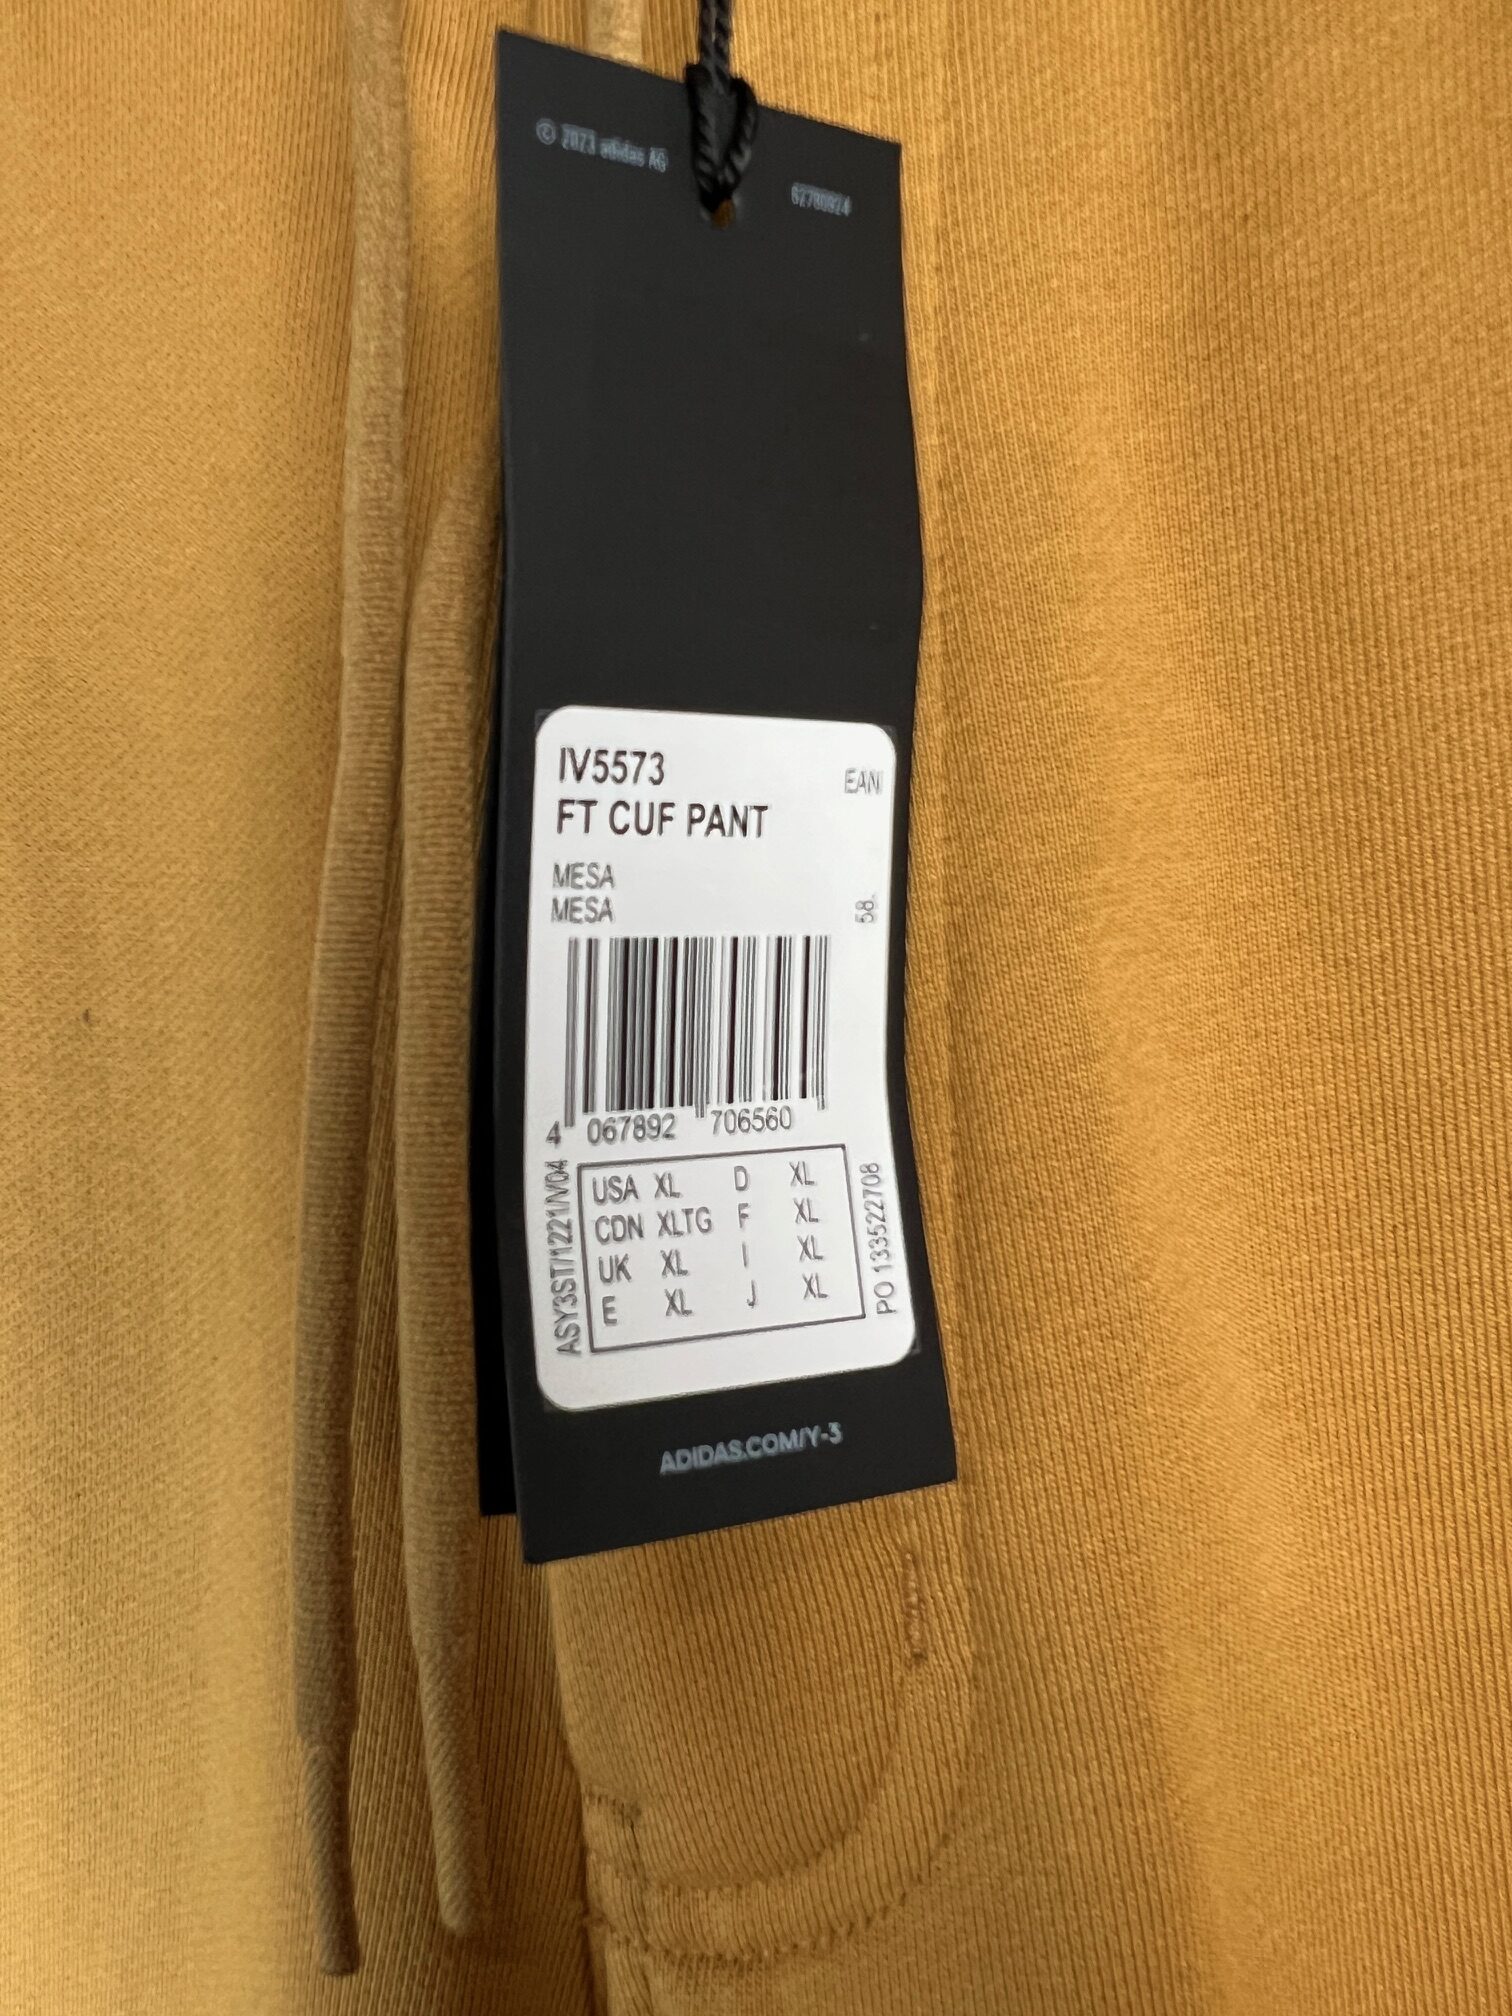 © 2023 adidas AG
62780924
IV5573
EAN
FT CUF PANT
MESA
MESA
58.
4 067892 706560
ASY3ST/1221/V04
USA XL D XL
CDN XLTG F XL
UK XL I XL
E XL J XL
PO 133522708
ADIDAS.COM/Y-3